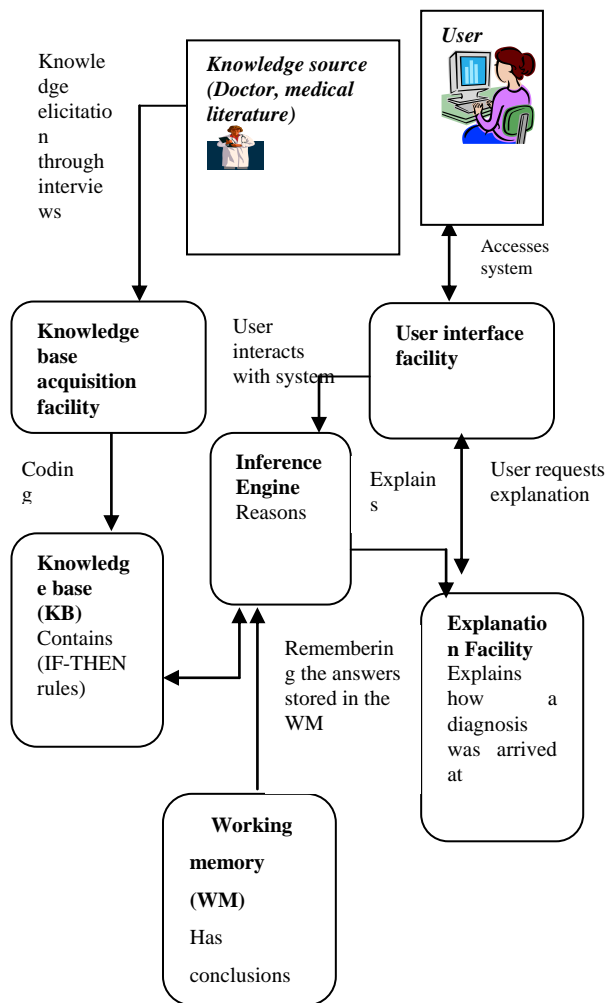 Knowle
dge
elicitatio
n
through
intervie
ws
Knowledge source
(Doctor, medical
literature)
User
Accesses
system
Knowledge
base
acquisition
facility
User
interacts
with system
User interface
facility
Codin
g
Inference
Engine
Reasons
Explain
s
User requests
explanation
Knowledg
e base
(KB)
Contains
(IF-THEN
rules)
Rememberin
g the answers
stored in the
WM
Explanatio
n Facility
Explains
how a
diagnosis
was arrived
at
Working
memory
(WM)
Has
conclusions